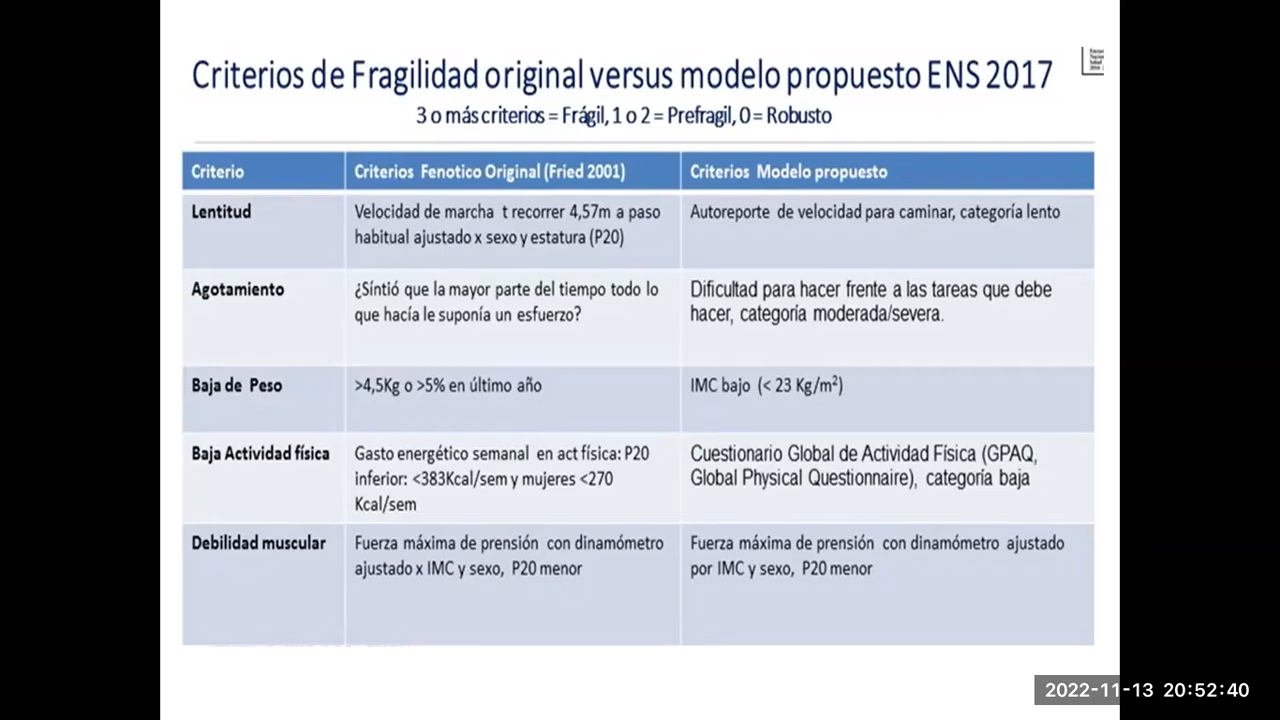 Criterios de Fragilidad original versus modelo propuesto ENS 2017
3 o más criterios = Frágil, 1 o 2 = Prefragil, 0 = Robusto
Criterio
Criterios Fenotico Original (Fried 2001)
Criterios Modelo propuesto
Lentitud
Velocidad de marcha t recorrer 4,57m a paso
habitual ajustado x sexo y estatura (P20)
Autoreporte de velocidad para caminar, categoría lento
Agotamiento
¿Síntió que la mayor parte del tiempo todo lo
que hacía le suponía un esfuerzo?
Dificultad para hacer frente a las tareas que debe
hacer, categoría moderada/severa.
Baja de Peso
>4,5Kg o >5% en último año
IMC bajo (< 23 Kg/m²)
Baja Actividad física
Gasto energético semanal en act física: P20
inferior: <383Kcal/sem y mujeres <270
Kcal/sem
Cuestionario Global de Actividad Física (GPAQ,
Global Physical Questionnaire), categoría baja
Debilidad muscular
Fuerza máxima de prensión con dinamómetro
ajustado x IMC y sexo, P20 menor
Fuerza máxima de prensión con dinamómetro ajustado
por IMC y sexo, P20 menor
2022-11-13 20:52:40